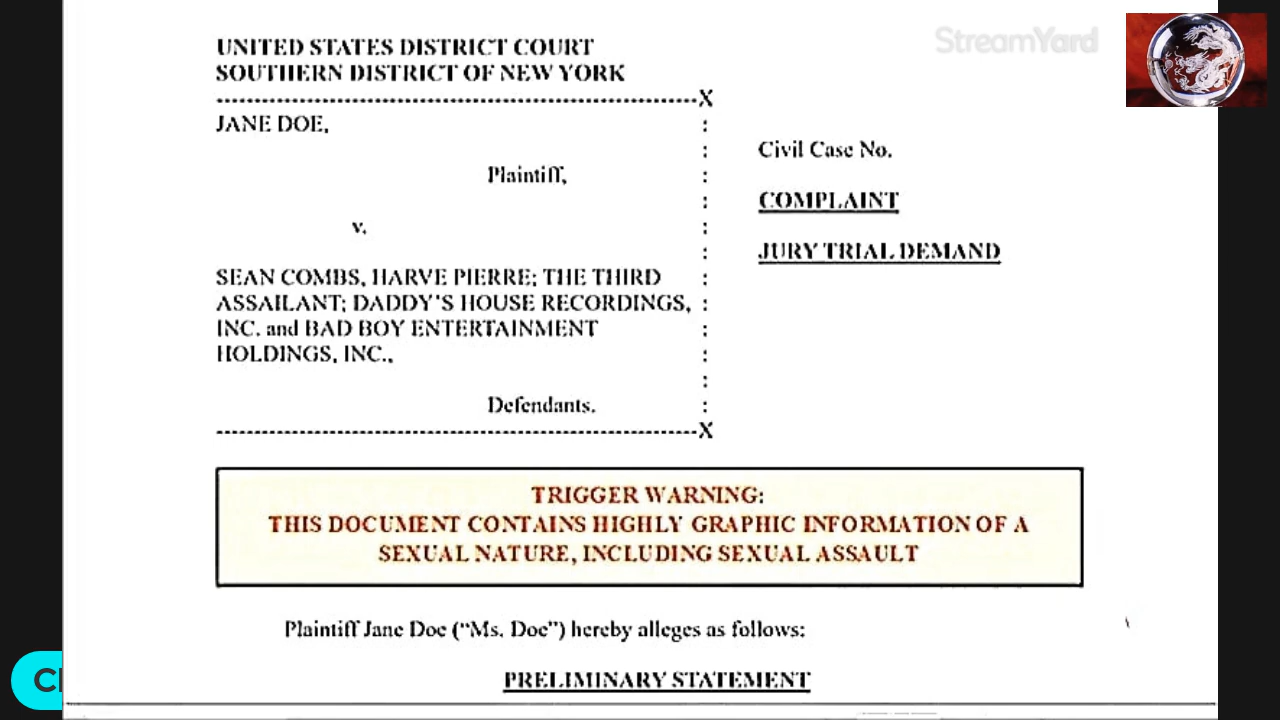 StreamYard
UNITED STATES DISTRICT COURT
SOUTHERN DISTRICT OF NEW YORK
----------------------------------------------------------------X
JANE DOE, :
: Civil Case No.
Plaintiff, :
: COMPLAINT
v. :
: JURY TRIAL DEMAND
SEAN COMBS, HARVE PIERRE; THE THIRD :
ASSAILANT; DADDY'S HOUSE RECORDINGS, :
INC. and BAD BOY ENTERTAINMENT :
HOLDINGS, INC., :
:
Defendants. :
----------------------------------------------------------------X
TRIGGER WARNING:
THIS DOCUMENT CONTAINS HIGHLY GRAPHIC INFORMATION OF A
SEXUAL NATURE, INCLUDING SEXUAL ASSAULT
Plaintiff Jane Doe (“Ms. Doe”) hereby alleges as follows:
PRELIMINARY STATEMENT